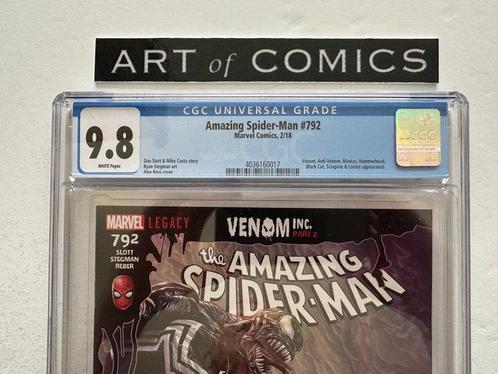 ART of COMICS
CGC UNIVERSAL GRADE
9.8
WHITE Pages
Amazing Spider-Man #792
Marvel Comics, 2/18
Dan Slott & Mike Costa story
Ryan Stegman art
Alex Ross cover
4036160017
Venom, Anti-Venom, Maniac, Hammerhead,
Black Cat, Scorpion & Looter appearance.
CGC
MARVEL LEGACY
792
SLOTT
STEGMAN
REBER
VENOM INC.
PART 2
the AMAZING
SPIDER-MAN